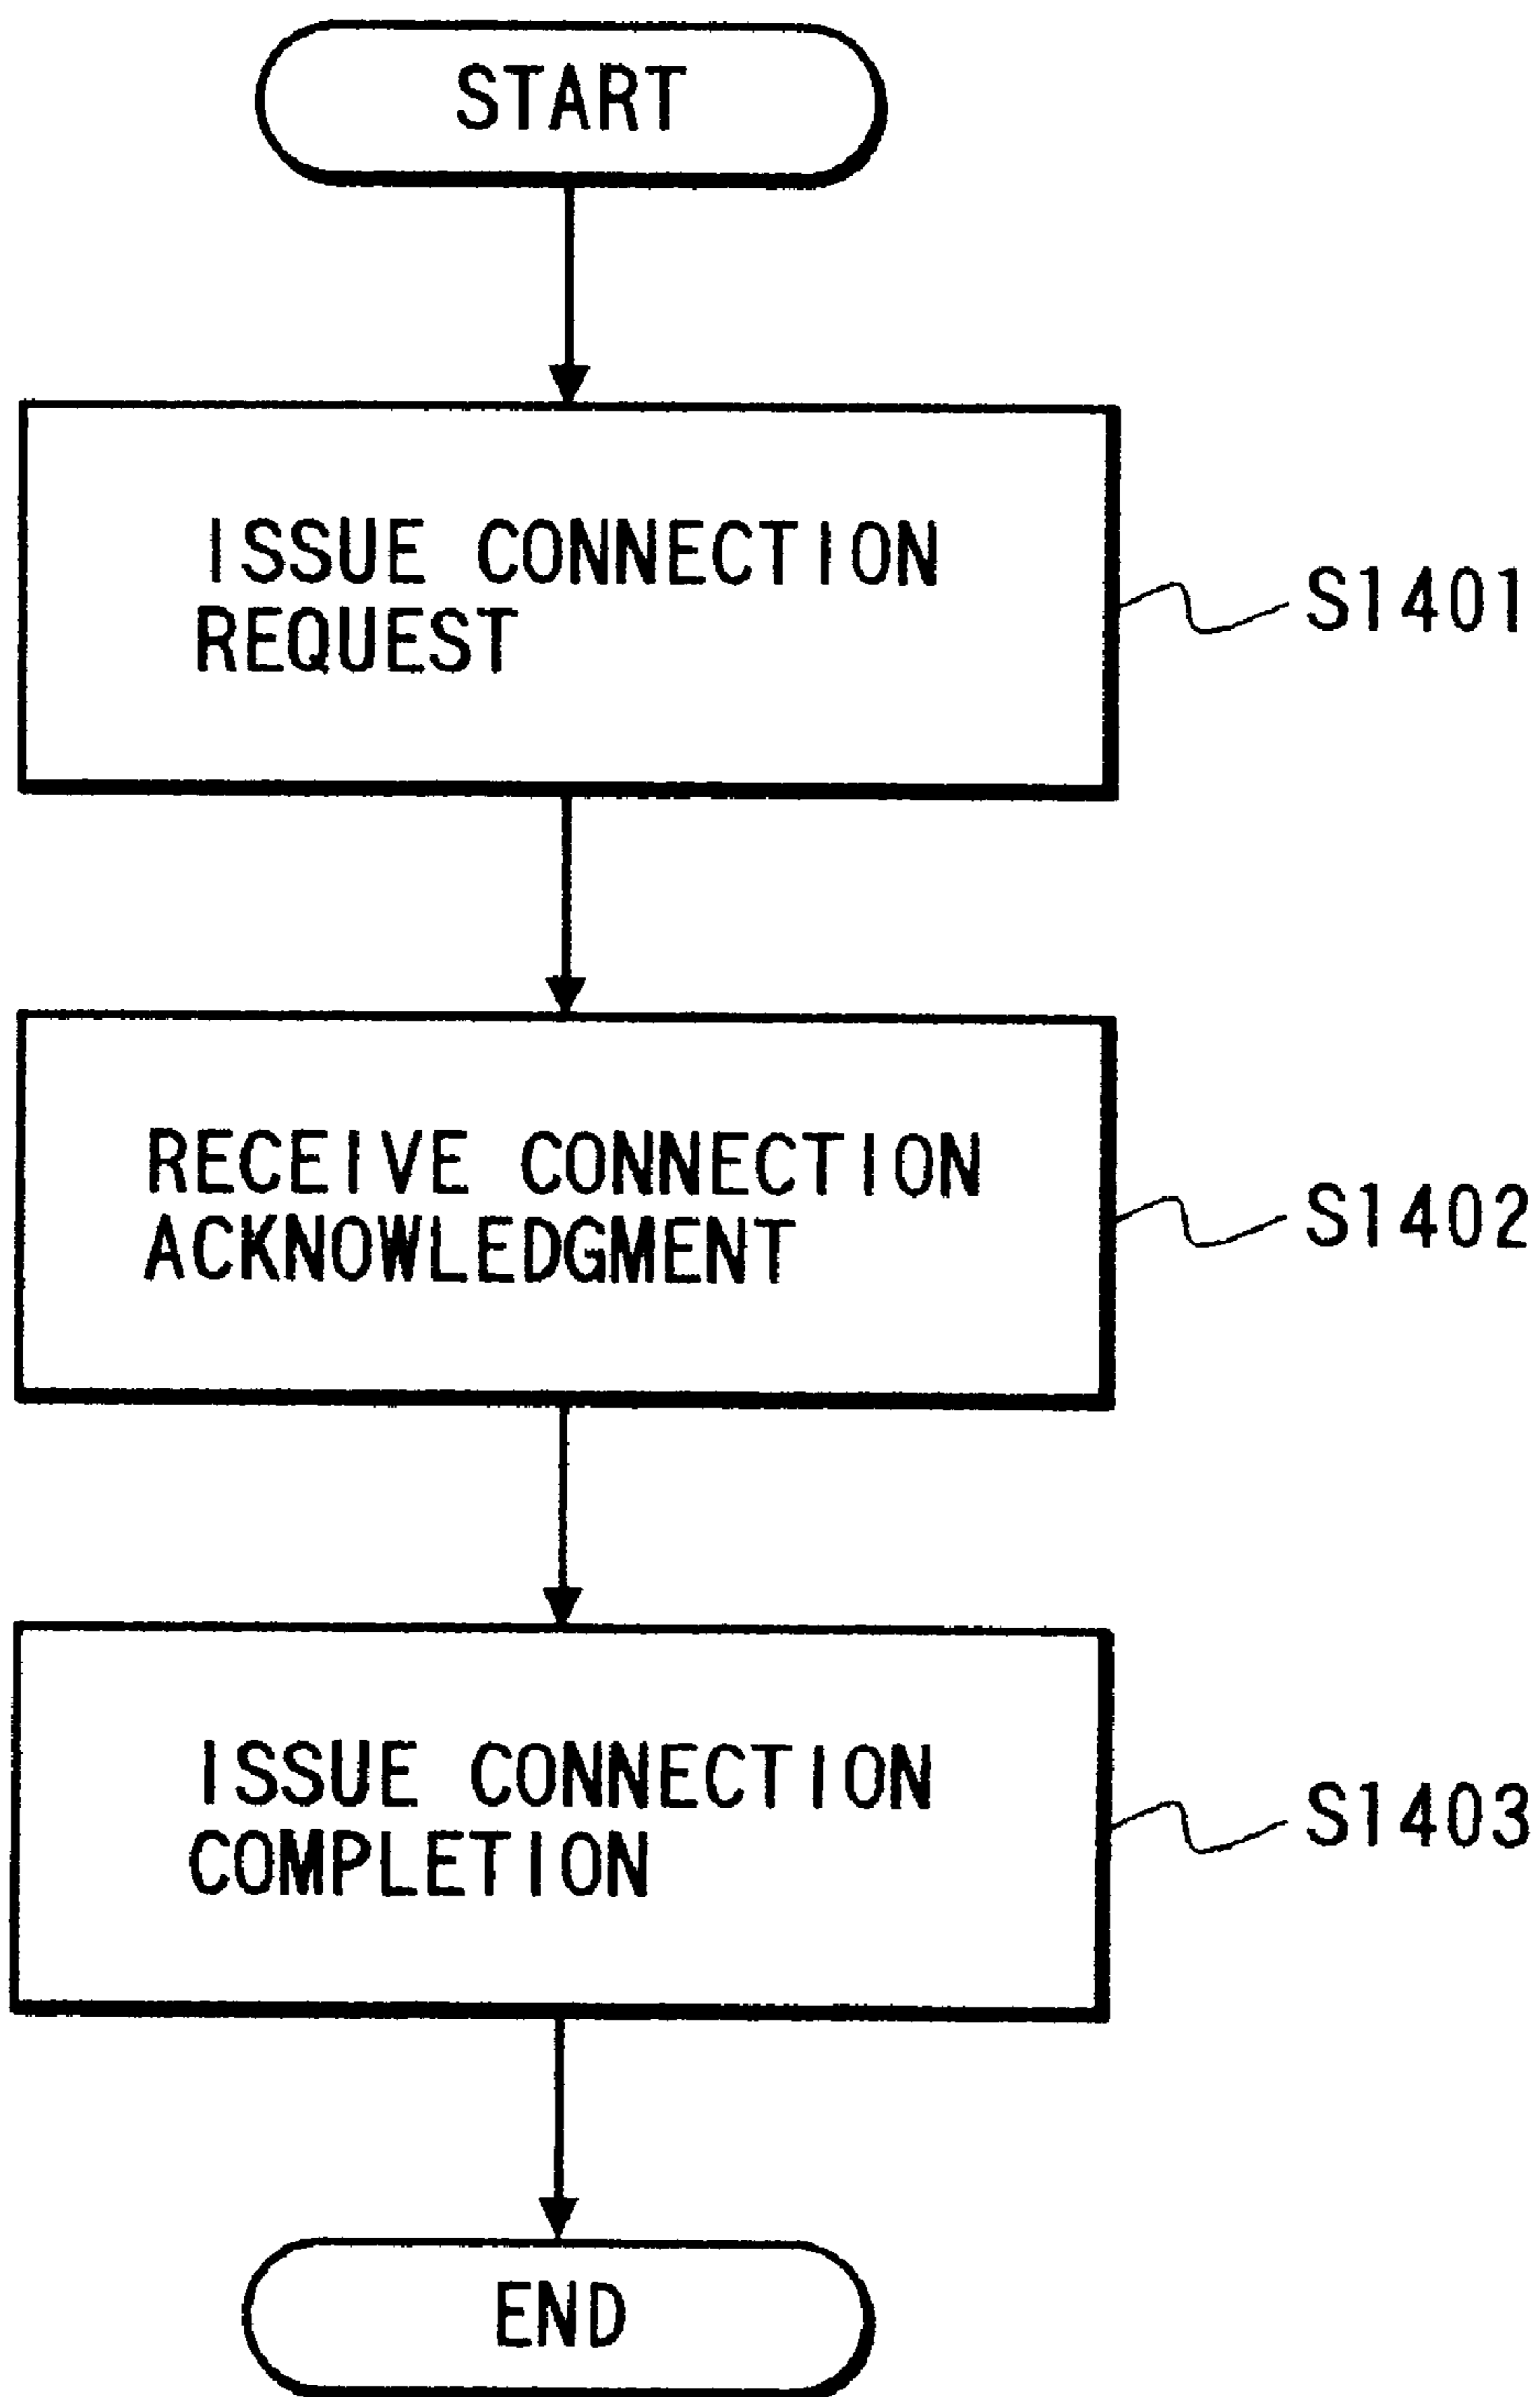 START
ISSUE CONNECTION
REQUEST
S1401
RECEIVE CONNECTION
ACKNOWLEDGMENT
S1402
ISSUE CONNECTION
COMPLETION
S1403
END